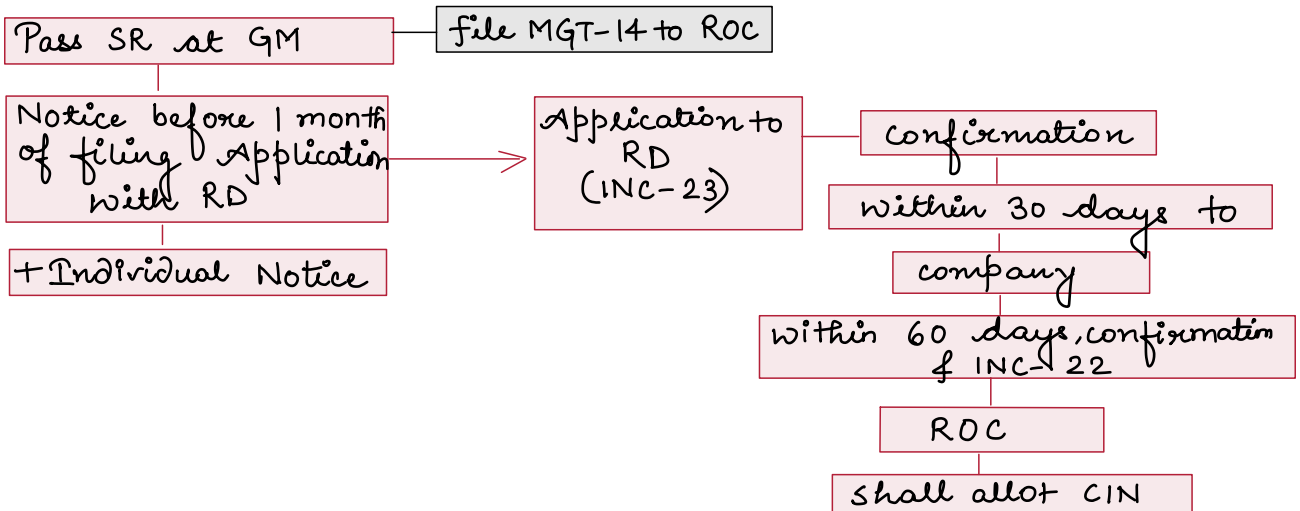 Pass SR at GM
file MGT-14 to ROC
Notice before 1 month
of filing Application
with RD
+Individual Notice
Application to
RD
(INC-23)
confirmation
within 30 days to
company
within 60 days, confirmation
& INC-22
ROC
shall allot CIN